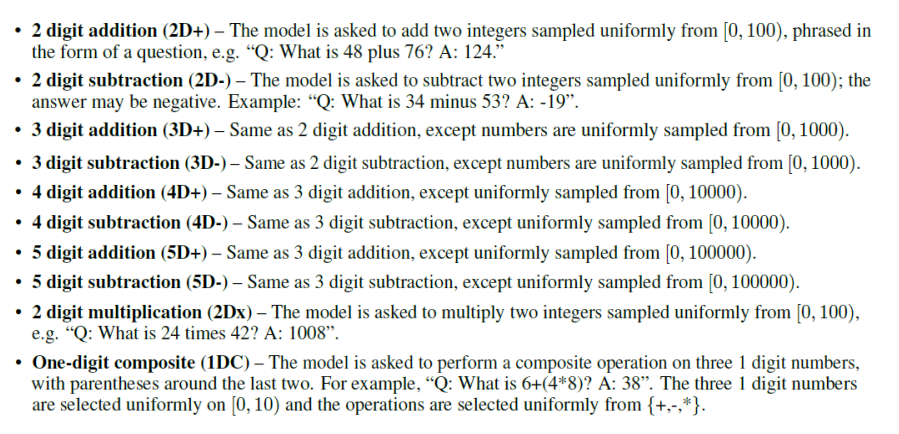 • 2 digit addition (2D+) – The model is asked to add two integers sampled uniformly from [0, 100), phrased in
the form of a question, e.g. “Q: What is 48 plus 76? A: 124.”
• 2 digit subtraction (2D-) – The model is asked to subtract two integers sampled uniformly from [0, 100); the
answer may be negative. Example: “Q: What is 34 minus 53? A: -19”.
• 3 digit addition (3D+) – Same as 2 digit addition, except numbers are uniformly sampled from [0, 1000).
• 3 digit subtraction (3D-) – Same as 2 digit subtraction, except numbers are uniformly sampled from [0, 1000).
• 4 digit addition (4D+) – Same as 3 digit addition, except uniformly sampled from [0, 10000).
• 4 digit subtraction (4D-) – Same as 3 digit subtraction, except uniformly sampled from [0, 10000).
• 5 digit addition (5D+) – Same as 3 digit addition, except uniformly sampled from [0, 100000).
• 5 digit subtraction (5D-) – Same as 3 digit subtraction, except uniformly sampled from [0, 100000).
• 2 digit multiplication (2Dx) – The model is asked to multiply two integers sampled uniformly from [0, 100),
e.g. “Q: What is 24 times 42? A: 1008”.
• One-digit composite (1DC) – The model is asked to perform a composite operation on three 1 digit numbers,
with parentheses around the last two. For example, “Q: What is 6+(4*8)? A: 38”. The three 1 digit numbers
are selected uniformly on [0, 10) and the operations are selected uniformly from {+,-,*}.